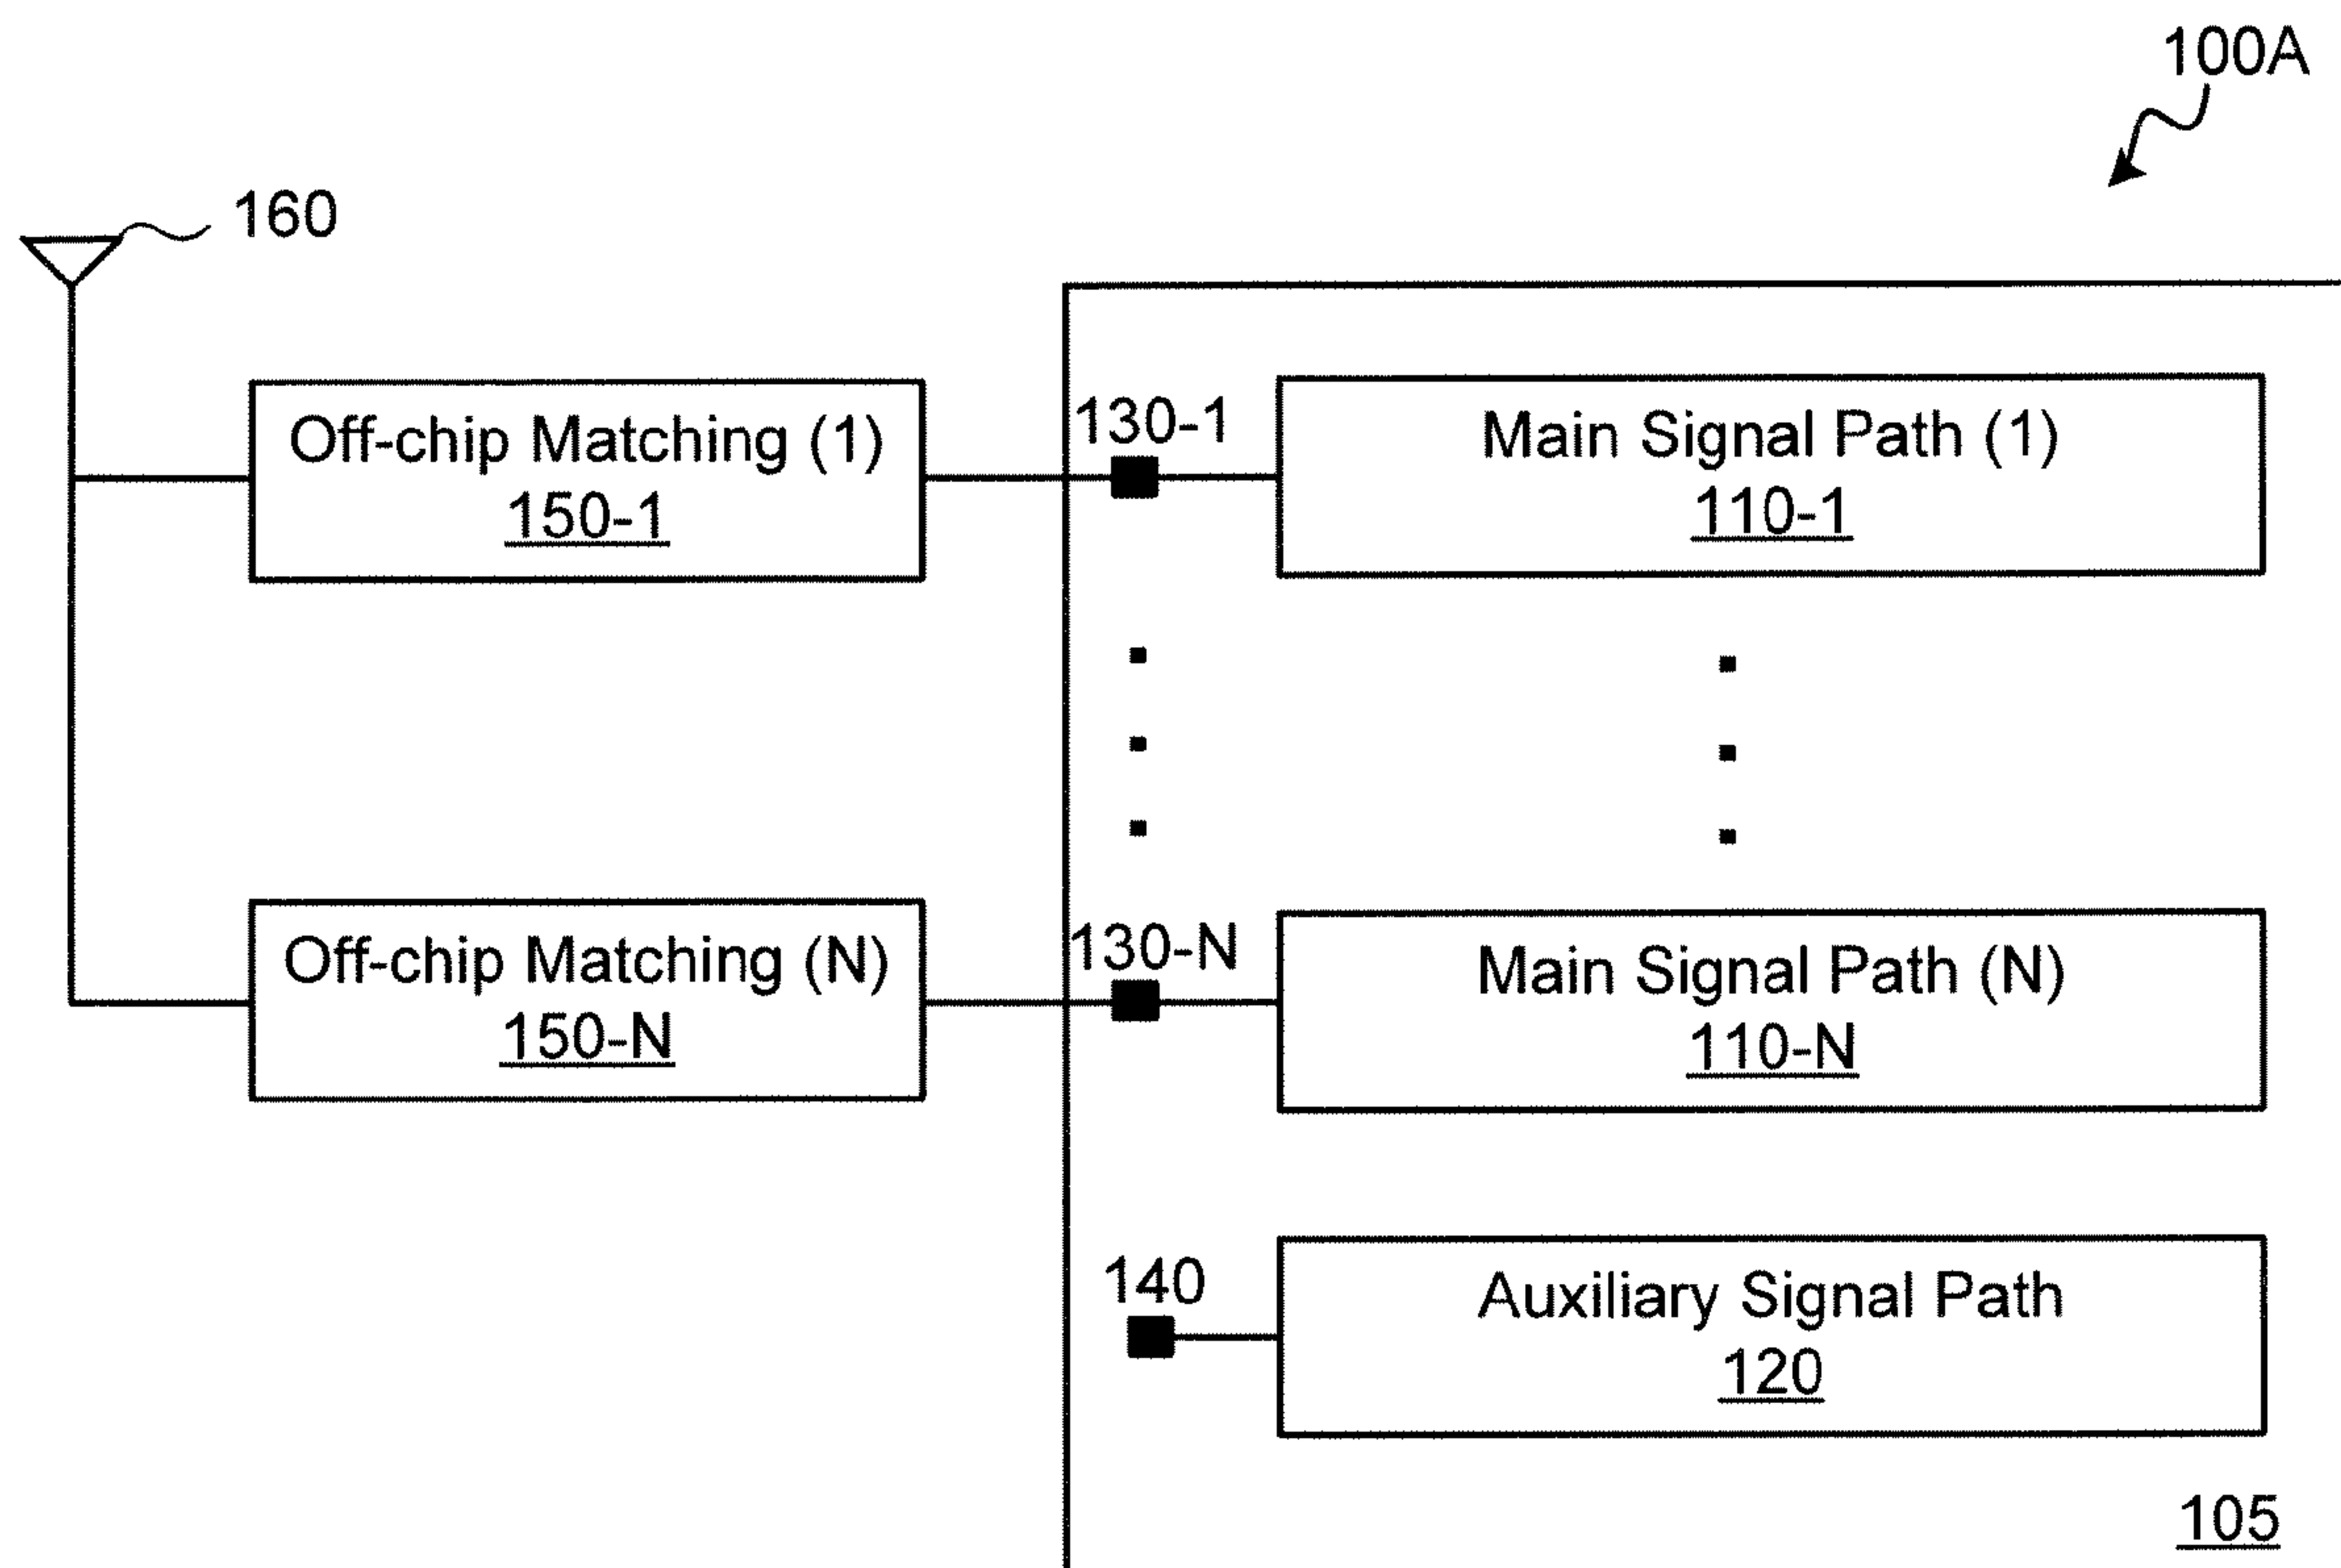 100A
160
Off-chip Matching (1)
150-1
130-1
Main Signal Path (1)
110-1
Off-chip Matching (N)
150-N
130-N
Main Signal Path (N)
110-N
140
Auxiliary Signal Path
120
105